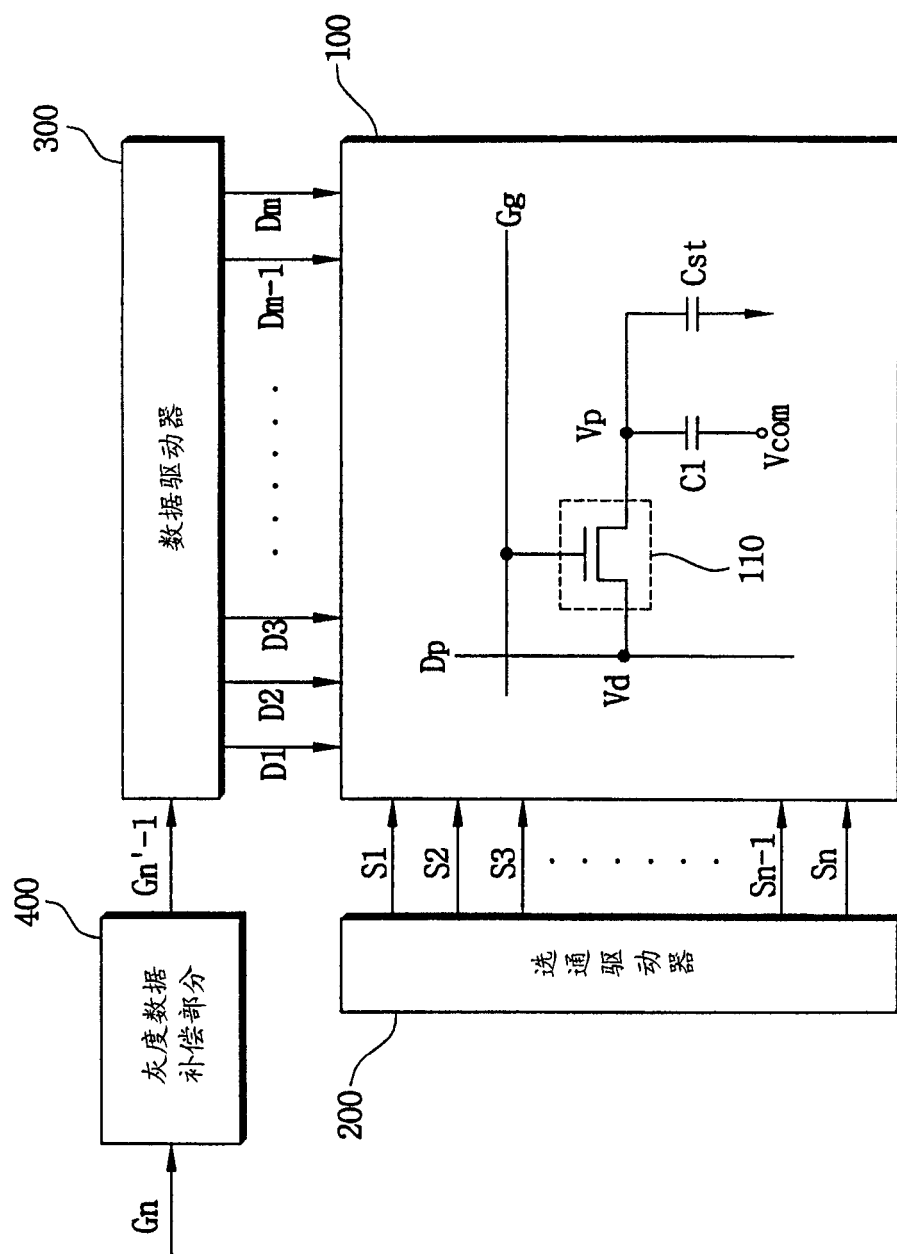 Gn
400
灰度数据
补偿部分
Gn'-1
300
数据驱动器
D1
D2
D3
. . . . . .
Dm-1
Dm
200
选通驱动器
S1
S2
S3
. . . . . .
Sn-1
Sn
100
Dp
Gg
Vd
110
Vp
C1
Vcom
Cst